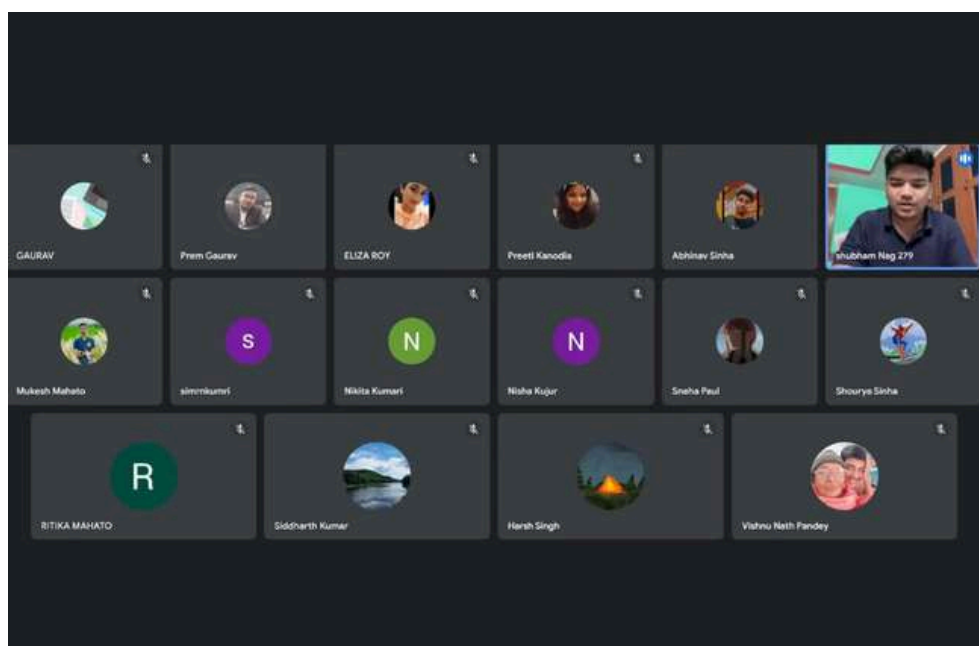 GAURAV
Prem Gaurav
ELIZA ROY
Preeti Kanodia
Abhinav Sinha
shubham Nag 279
Mukesh Mahato
S
simrnkumri
N
Nikita Kumari
N
Nisha Kujur
Sneha Paul
Shourya Sinha
R
RITIKA MAHATO
Siddharth Kumar
Harsh Singh
Vishnu Nath Pandey